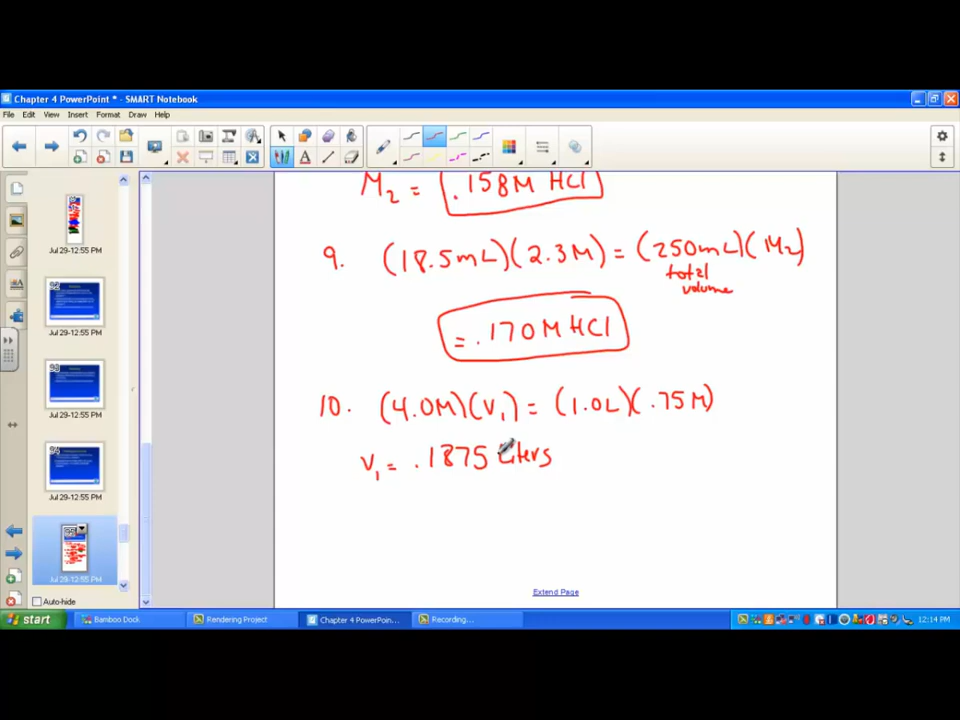 Chapter 4 PowerPoint * - SMART Notebook
File Edit View Insert Format Draw Help
Jul 29-12:55 PM
Jul 29-12:55 PM
Jul 29-12:55 PM
Jul 29-12:55 PM
Jul 29-12:55 PM
Auto-hide
M₂ = .158M HCl
9. (18.5mL)(2.3M) = (250mL)(M₂)
total
volume
= .170M HCl
10. (4.0M)(V₁) = (1.0L)(.75M)
V₁ = .1875 Liters
Extend Page
start Bamboo Dock Rendering Project Chapter 4 PowerPoin... Recording... 12:14 PM